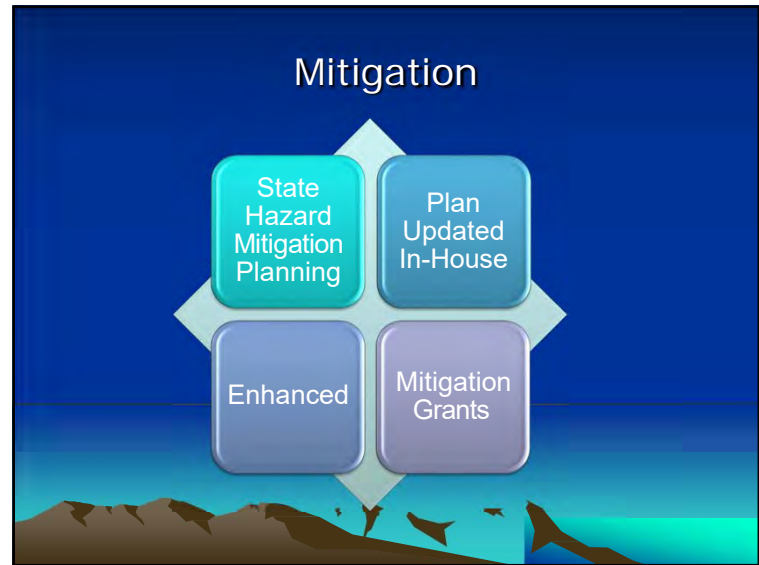 Mitigation
State
Hazard
Mitigation
Planning
Plan
Updated
In-House
Enhanced
Mitigation
Grants